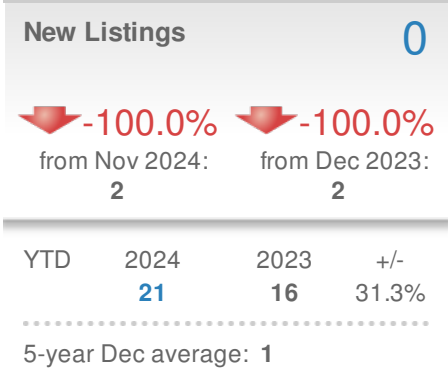 New Listings 0
-100.0% -100.0%
from Nov 2024: from Dec 2023:
2 2
YTD 2024 2023 +/-
21 16 31.3%
5-year Dec average: 1